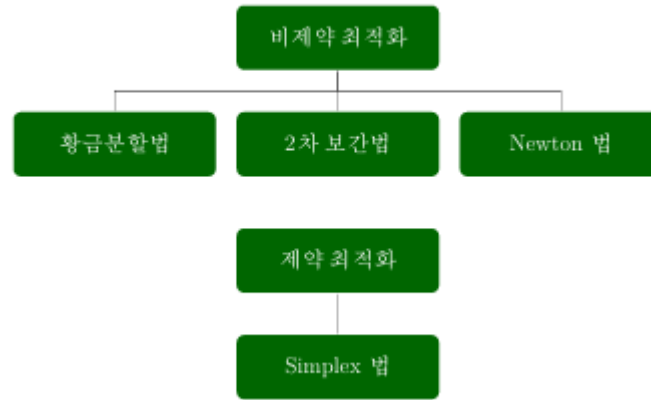 비제약 최적화
황금분할법
2차 보간법
Newton 법
제약 최적화
Simplex 법